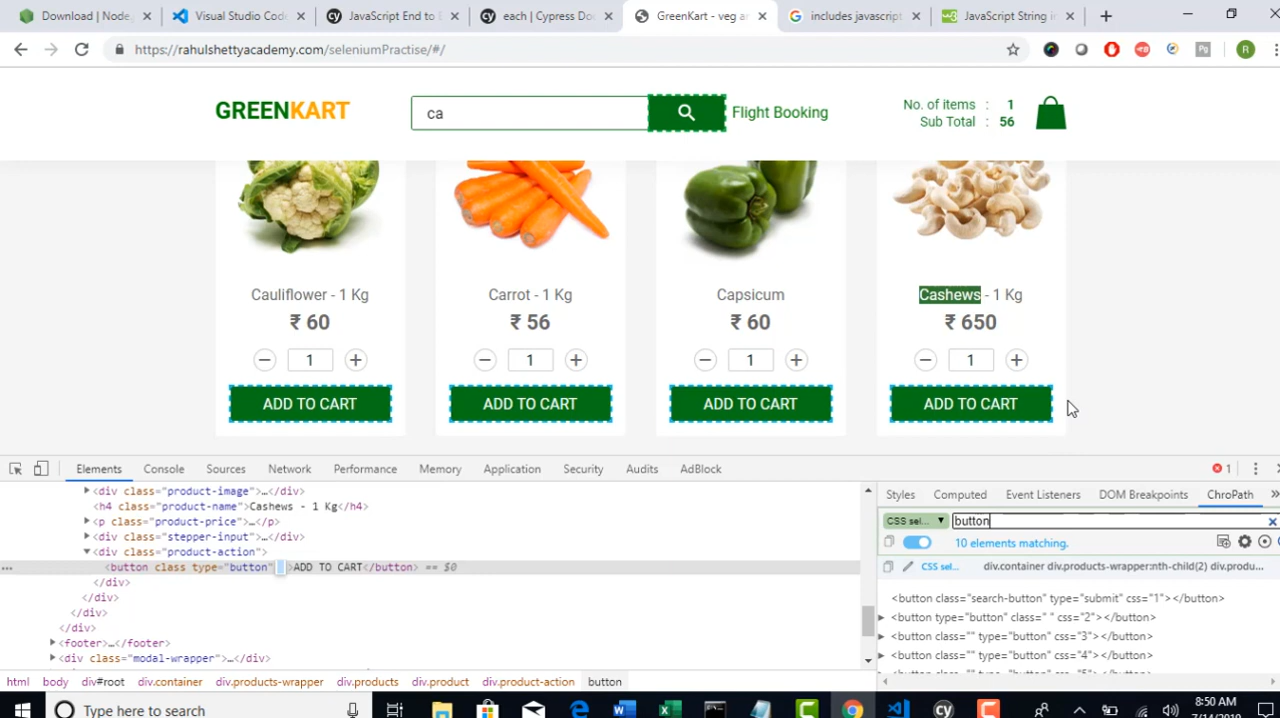 Download | Node.
Visual Studio Code
JavaScript End to E
each | Cypress Doc
GreenKart - veg ar
includes javascript
JavaScript String in
https://rahulshettyacademy.com/seleniumPractise/#/
GREENKART
ca
Flight Booking
No. of items : 1
Sub Total : 56
Cauliflower - 1 Kg
Carrot - 1 Kg
Capsicum
Cashews - 1 Kg
₹ 60
₹ 56
₹ 60
₹ 650
− 1 +
− 1 +
− 1 +
− 1 +
ADD TO CART
ADD TO CART
ADD TO CART
ADD TO CART
Elements
Console
Sources
Network
Performance
Memory
Application
Security
Audits
AdBlock
1
<div class="product-image">…</div>
<h4 class="product-name">Cashews - 1 Kg</h4>
<p class="product-price">…</p>
<div class="stepper-input">…</div>
<div class="product-action">
<button class type="button" >ADD TO CART</button> == $0
</div>
</div>
</div>
</div>
<footer>…</footer>
<div class="modal-wrapper">…</div>
html body div#root div.container div.products-wrapper div.products div.product div.product-action button
Styles Computed Event Listeners DOM Breakpoints ChroPath
CSS sel... button
10 elements matching.
CSS sel... div.container div.products-wrapper:nth-child(2) div.produ...
<button class="search-button" type="submit" css="1"></button>
<button type="button" class=" " css="2"></button>
<button class="" type="button" css="3"></button>
<button class="" type="button" css="4"></button>
Type here to search
8:50 AM